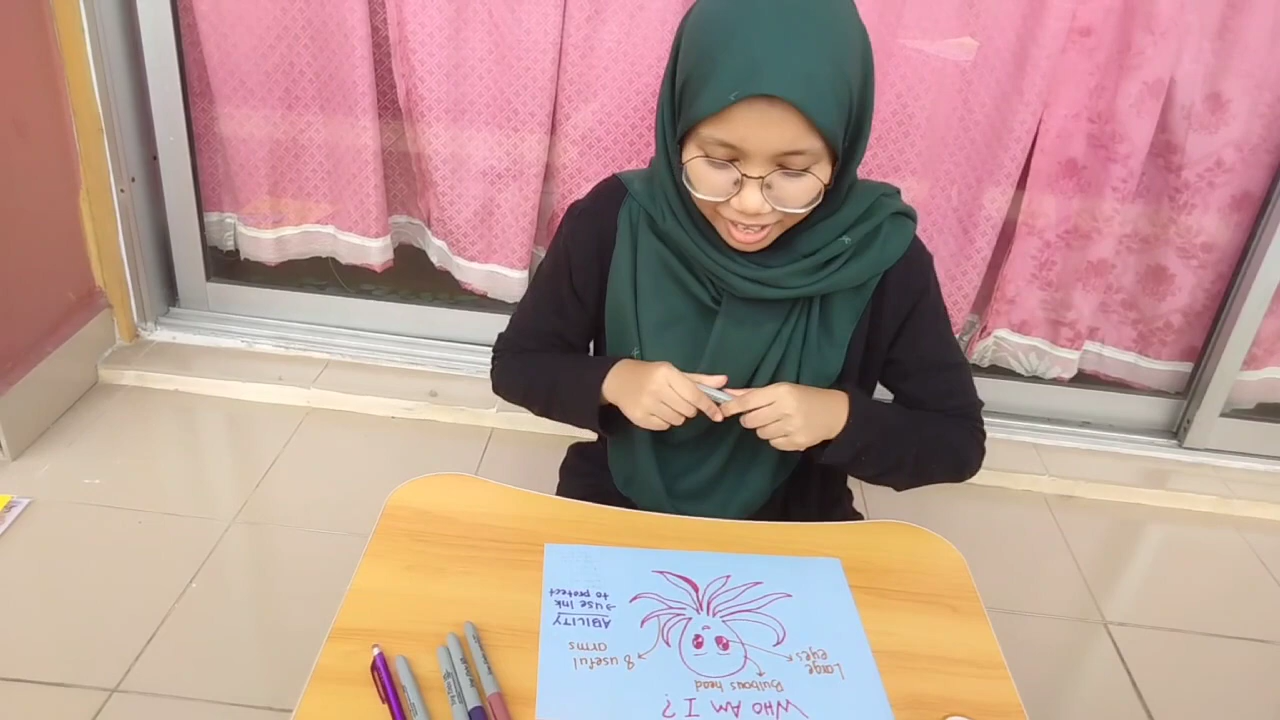 WHO AM I?
Bulbous head
Large
eyes
8 useful
arms
ABILITY
→ use ink
to protect